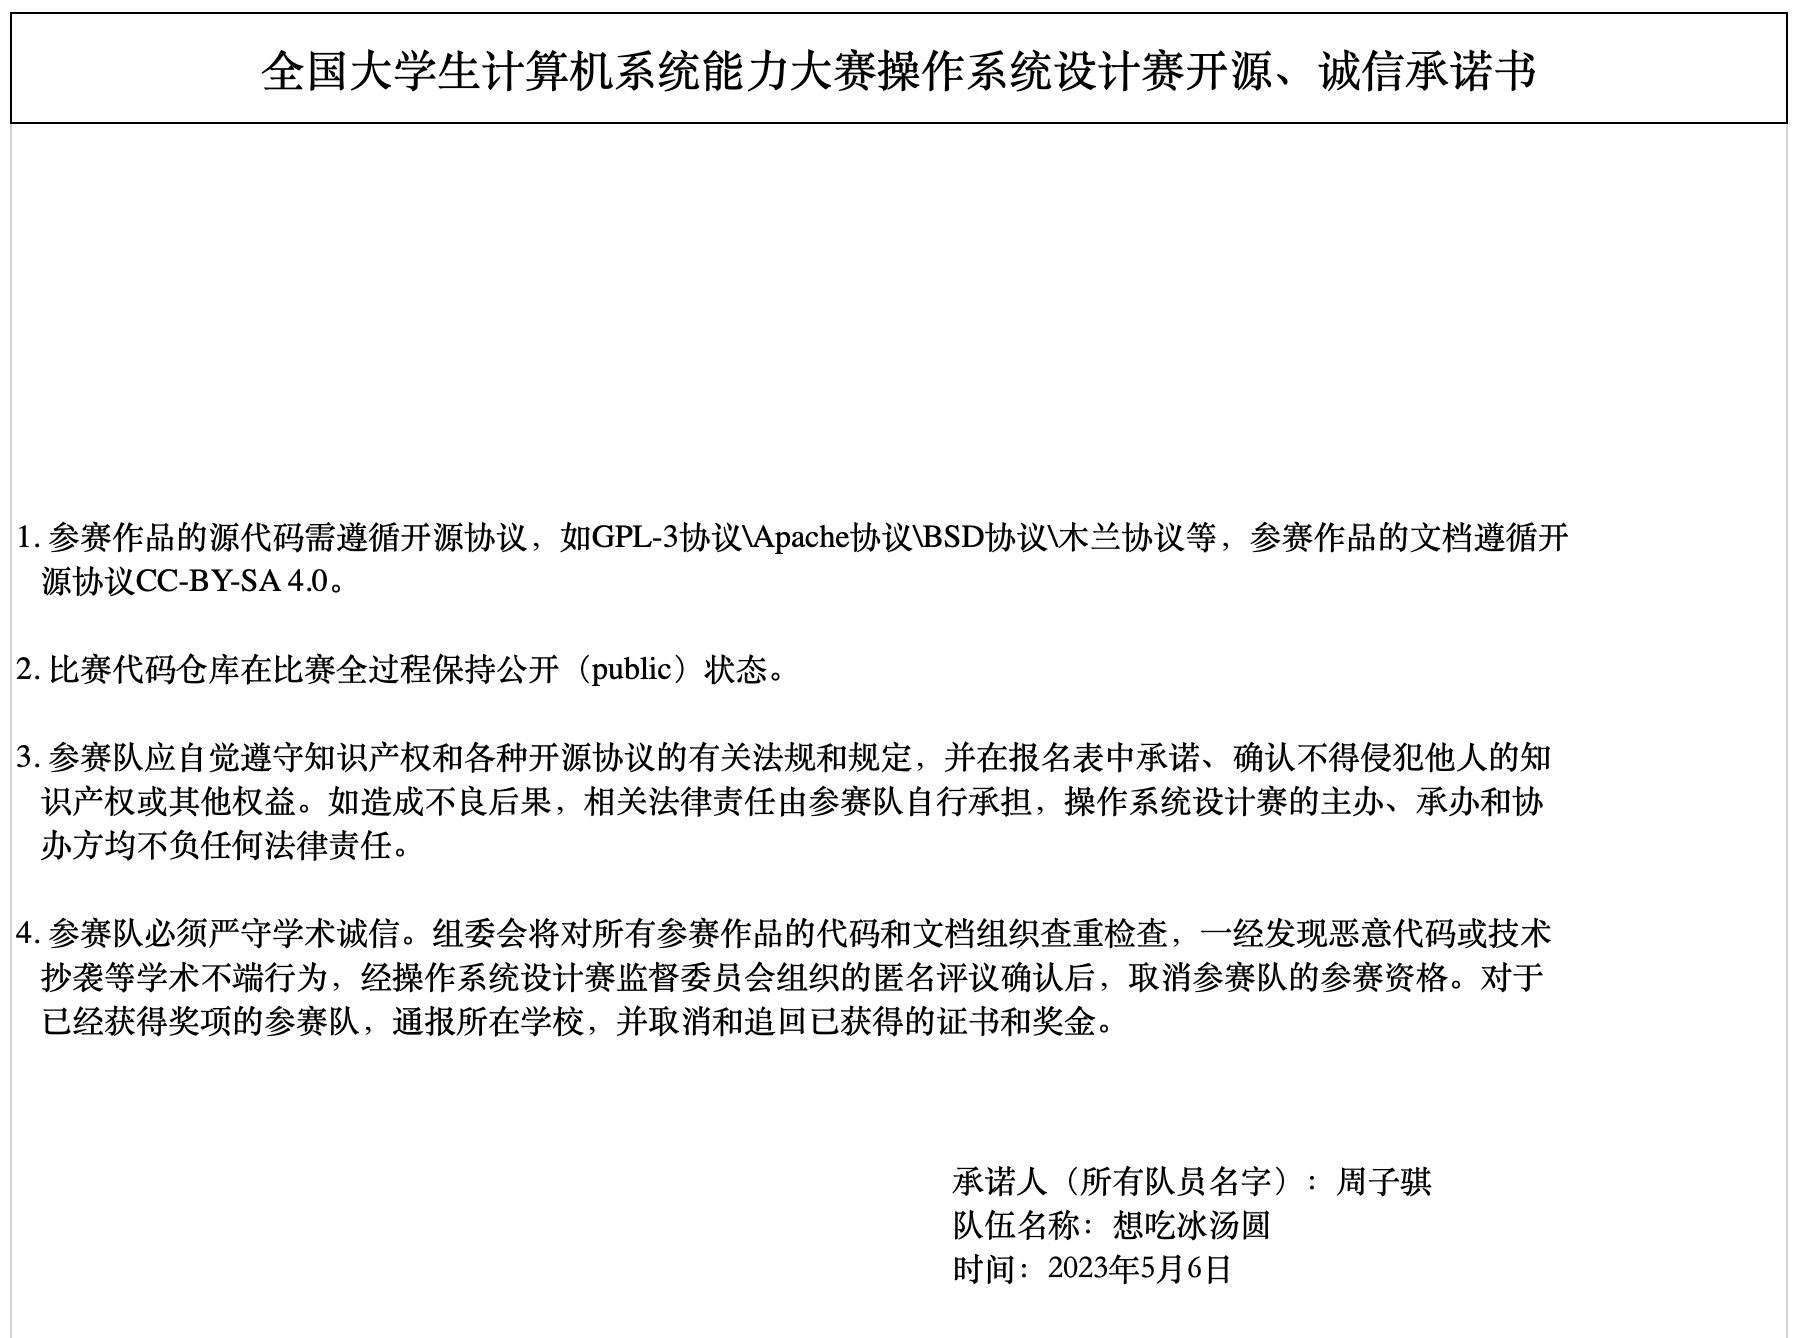 全国大学生计算机系统能力大赛操作系统设计赛开源、诚信承诺书
1. 参赛作品的源代码需遵循开源协议，如GPL-3协议\Apache协议\BSD协议\木兰协议等，参赛作品的文档遵循开
源协议CC-BY-SA 4.0。
2. 比赛代码仓库在比赛全过程保持公开（public）状态。
3. 参赛队应自觉遵守知识产权和各种开源协议的有关法规和规定，并在报名表中承诺、确认不得侵犯他人的知
识产权或其他权益。如造成不良后果，相关法律责任由参赛队自行承担，操作系统设计赛的主办、承办和协
办方均不负任何法律责任。
4. 参赛队必须严守学术诚信。组委会将对所有参赛作品的代码和文档组织查重检查，一经发现恶意代码或技术
抄袭等学术不端行为，经操作系统设计赛监督委员会组织的匿名评议确认后，取消参赛队的参赛资格。对于
已经获得奖项的参赛队，通报所在学校，并取消和追回已获得的证书和奖金。
承诺人（所有队员名字）：周子骐
队伍名称：想吃冰汤圆
时间：2023年5月6日